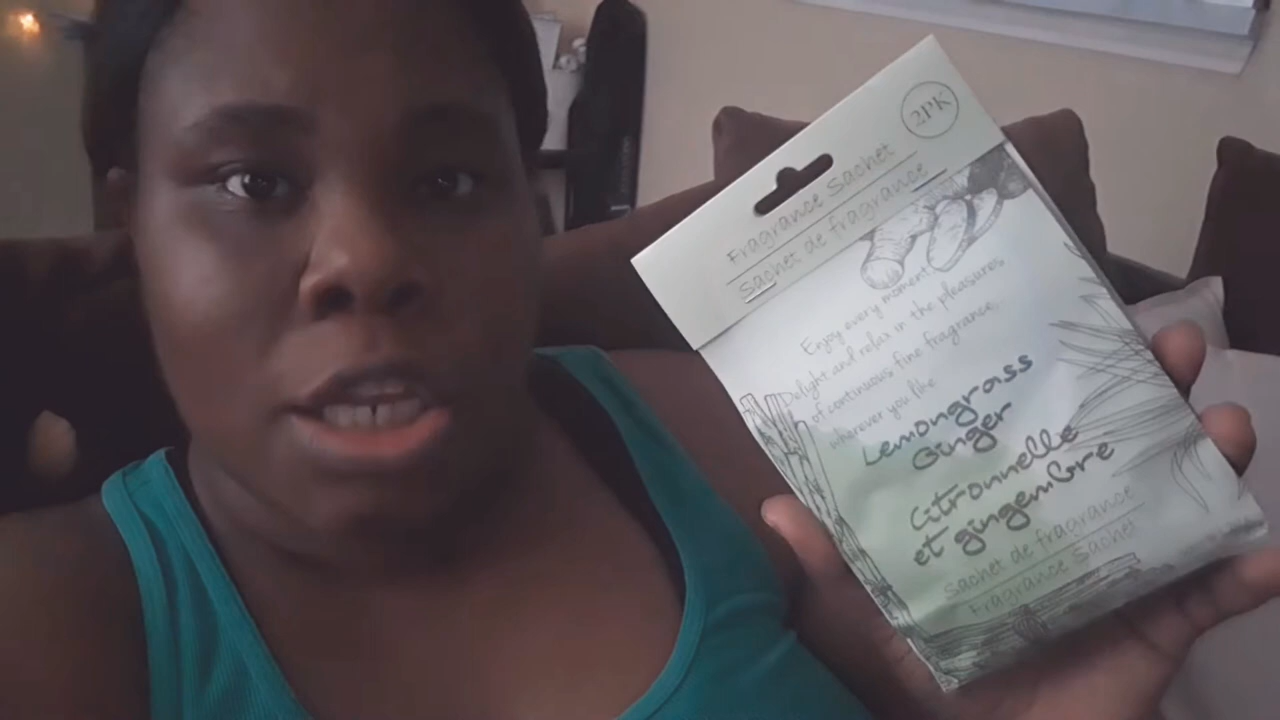 2PK
Fragrance Sachet
sachet de fragrance
Enjoy every moment!
Delight and relax in the pleasures
of continuous fine fragrance,
wherever you like
Lemongrass
Ginger
Citronnelle
et gingembre
sachet de fragrance
Fragrance Sachet